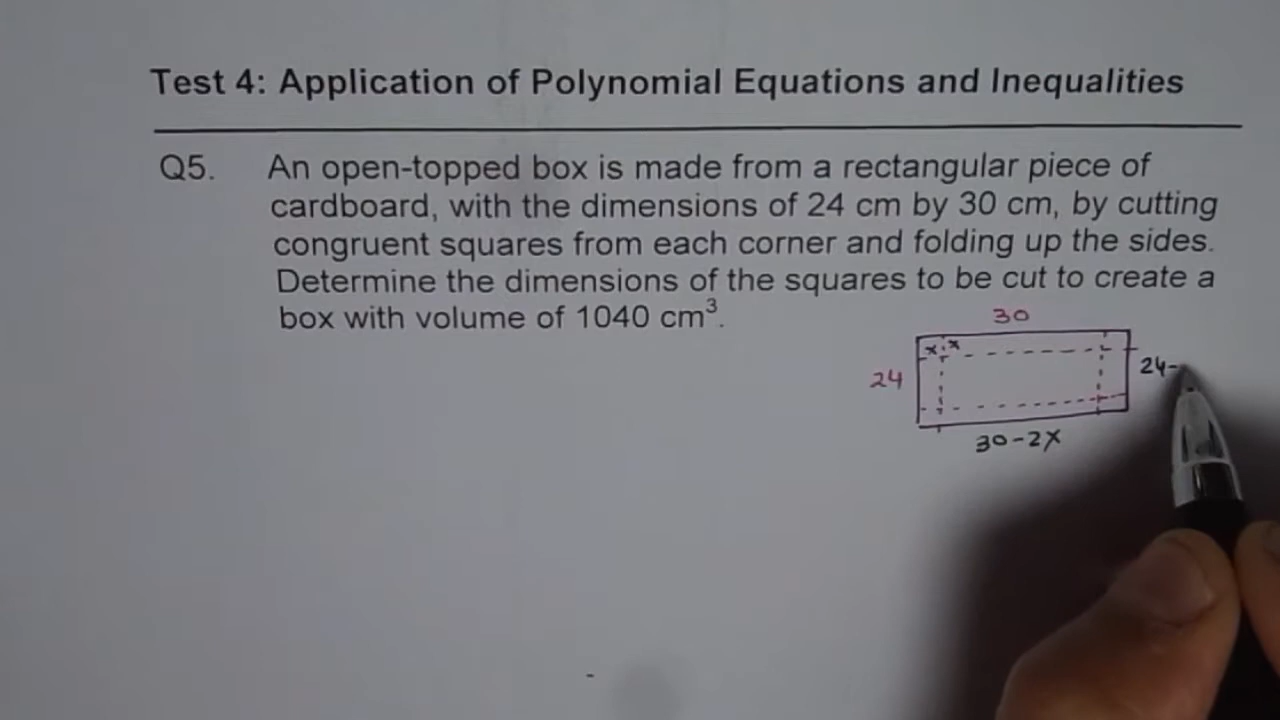 Test 4: Application of Polynomial Equations and Inequalities
Q5. An open-topped box is made from a rectangular piece of
cardboard, with the dimensions of 24 cm by 30 cm, by cutting
congruent squares from each corner and folding up the sides.
Determine the dimensions of the squares to be cut to create a
box with volume of 1040 cm³.
30
x x
24
24-
30-2x